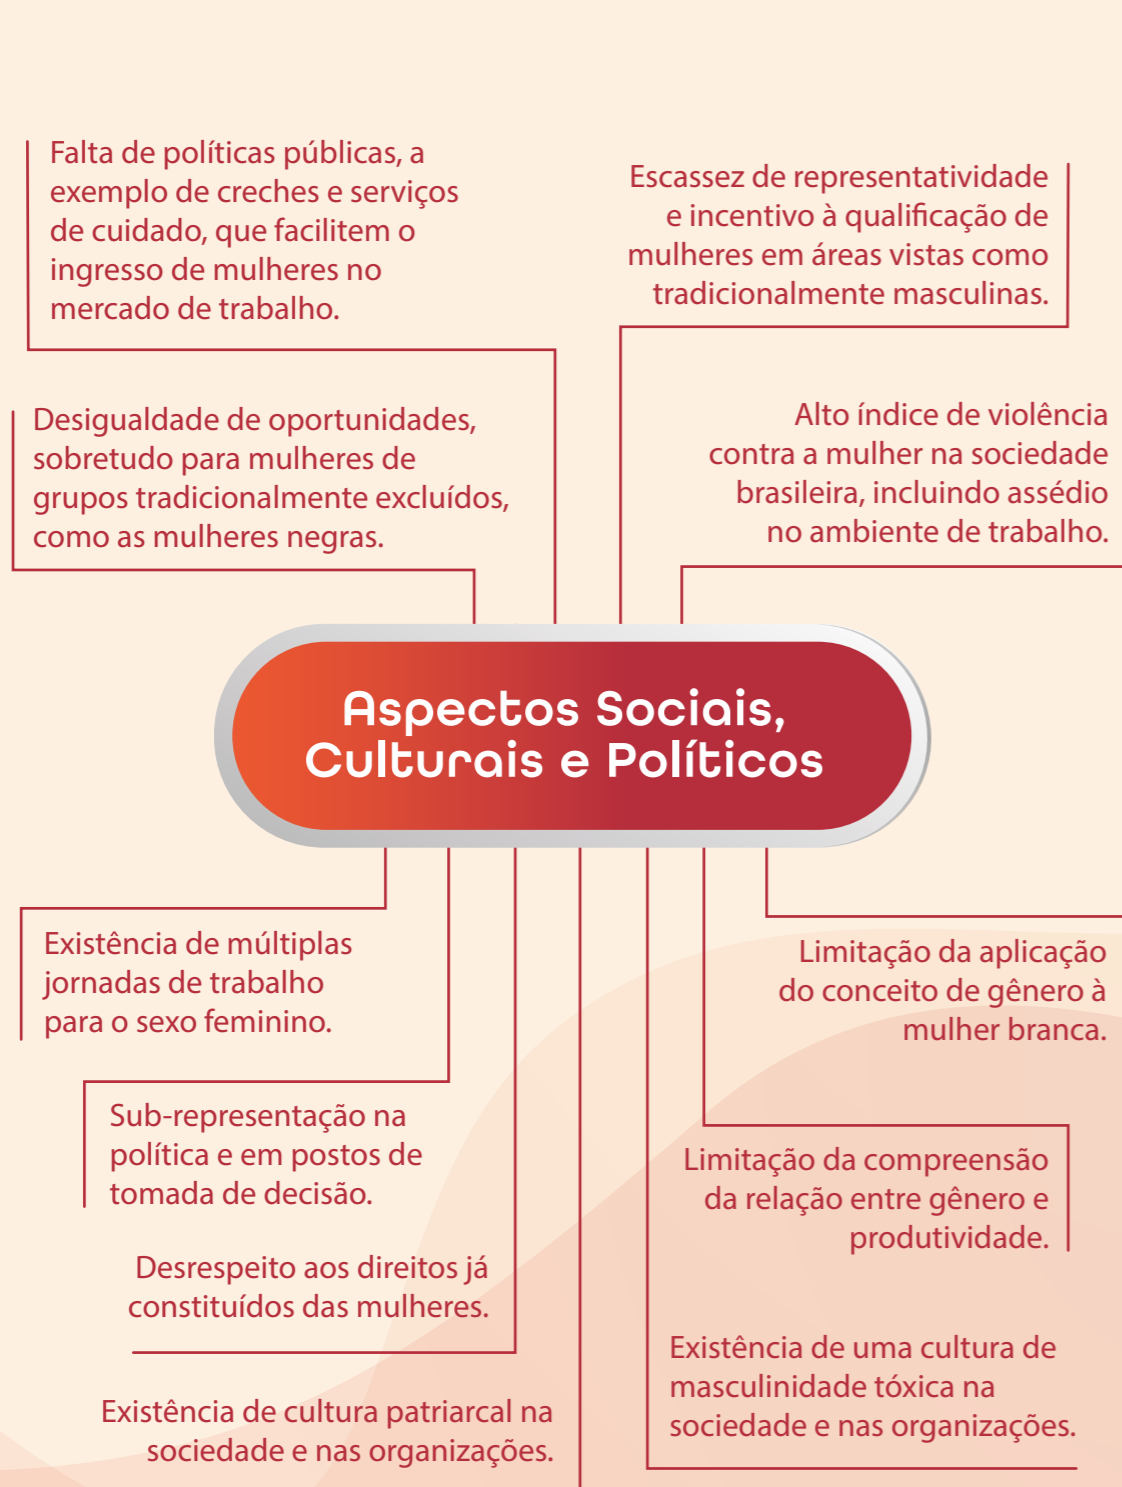 Falta de políticas públicas, a
exemplo de creches e serviços
de cuidado, que facilitem o
ingresso de mulheres no
mercado de trabalho.
Escassez de representatividade
e incentivo à qualificação de
mulheres em áreas vistas como
tradicionalmente masculinas.
Desigualdade de oportunidades,
sobretudo para mulheres de
grupos tradicionalmente excluídos,
como as mulheres negras.
Alto índice de violência
contra a mulher na sociedade
brasileira, incluindo assédio
no ambiente de trabalho.
Aspectos Sociais,
Culturais e Políticos
Existência de múltiplas
jornadas de trabalho
para o sexo feminino.
Limitação da aplicação
do conceito de gênero à
mulher branca.
Sub-representação na
política e em postos de
tomada de decisão.
Limitação da compreensão
da relação entre gênero e
produtividade.
Desrespeito aos direitos já
constituídos das mulheres.
Existência de uma cultura de
masculinidade tóxica na
sociedade e nas organizações.
Existência de cultura patriarcal na
sociedade e nas organizações.